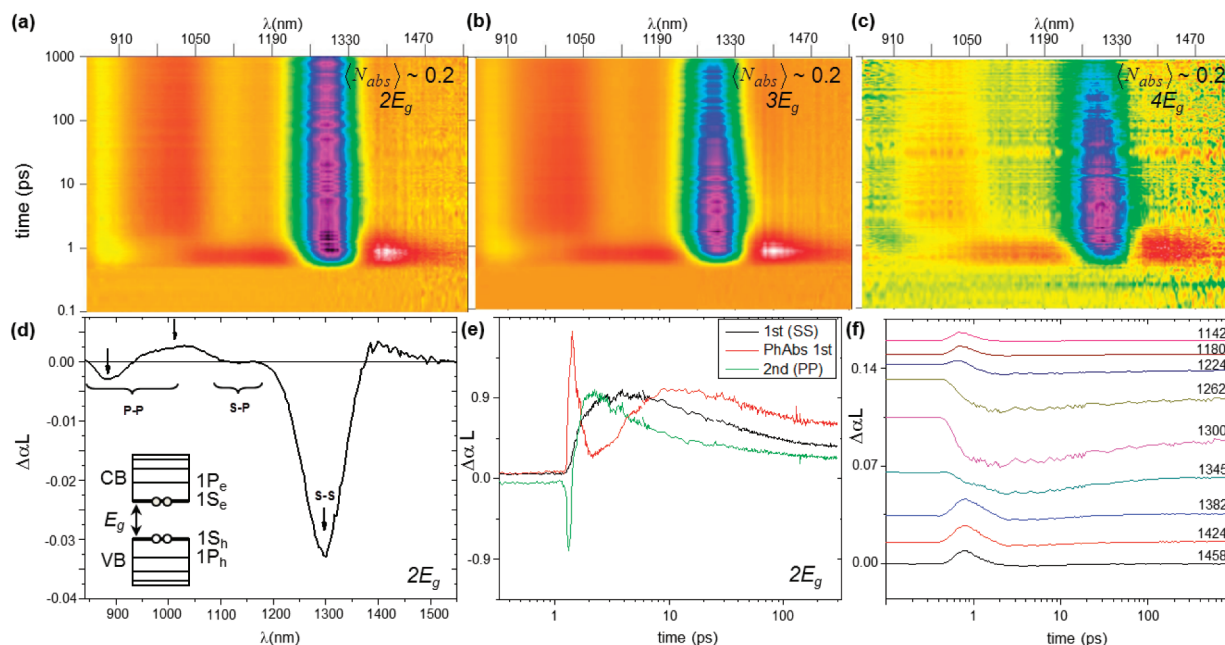 (a) λ(nm)
910 1050 1190 1330 1470
1000
100
10
1
0.1
time (ps)
⟨N_abs⟩ ~ 0.2
2E_g
(b) λ(nm)
910 1050 1190 1330 1470
⟨N_abs⟩ ~ 0.2
3E_g
(c) λ(nm)
910 1050 1190 1330 1470
⟨N_abs⟩ ~ 0.2
4E_g
(d)
0.00
-0.01
-0.02
-0.03
-0.04
ΔαL
P-P
S-P
S-S
CB
1P_e
1S_e
E_g
1S_h
VB
1P_h
2E_g
900 1000 1100 1200 1300 1400 1500
λ(nm)
(e)
0.9
0.0
-0.9
Δα L
1st (SS)
PhAbs 1st
2nd (PP)
2E_g
1 10 100
time (ps)
(f)
0.14
0.07
0.00
ΔαL
1142
1180
1224
1262
1300
1345
1382
1424
1458
1 10 100
time (ps)